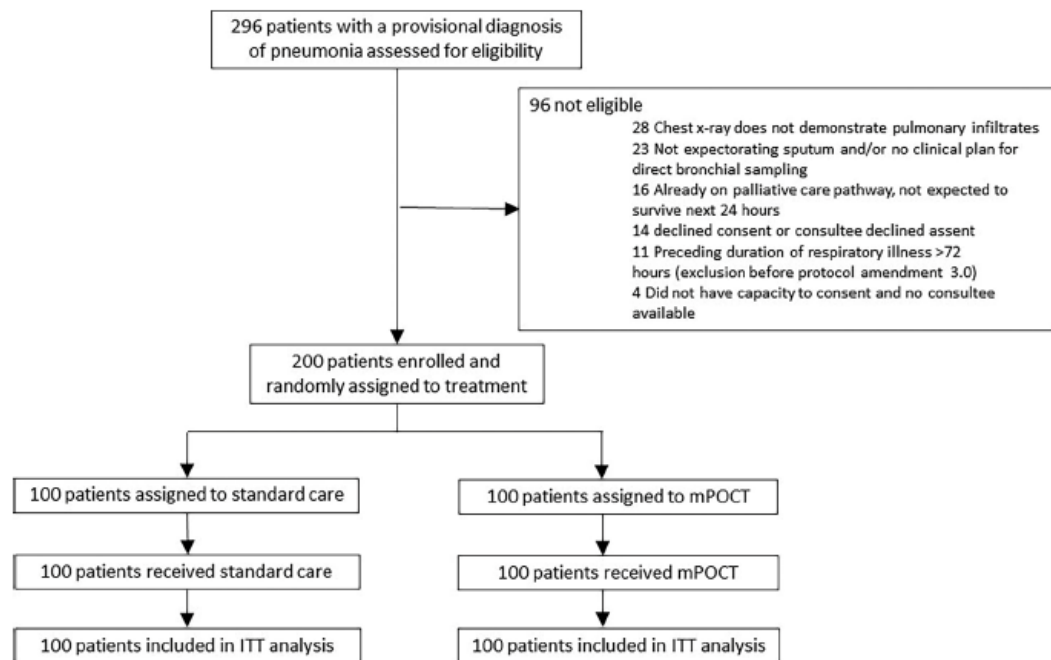 296 patients with a provisional diagnosis
of pneumonia assessed for eligibility
96 not eligible
28 Chest x-ray does not demonstrate pulmonary infiltrates
23 Not expectorating sputum and/or no clinical plan for
direct bronchial sampling
16 Already on palliative care pathway, not expected to
survive next 24 hours
14 declined consent or consultee declined assent
11 Preceding duration of respiratory illness >72
hours (exclusion before protocol amendment 3.0)
4 Did not have capacity to consent and no consultee
available
200 patients enrolled and
randomly assigned to treatment
100 patients assigned to standard care
100 patients assigned to mPOCT
100 patients received standard care
100 patients received mPOCT
100 patients included in ITT analysis
100 patients included in ITT analysis